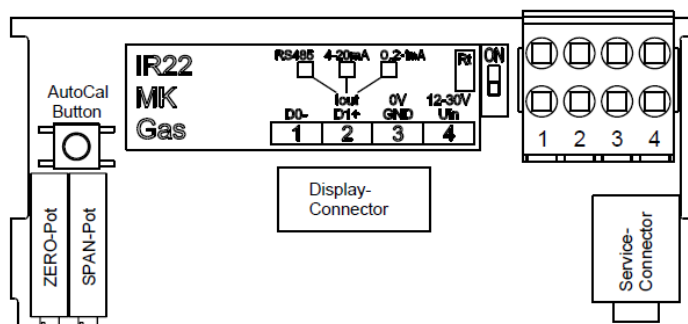 IR22
MK
Gas
RS485 4-20mA 0,2-1mA
Rt
ON
Iout 0V 12-30V
D0- D1+ GND Uin
1 2 3 4
AutoCal
Button
ZERO-Pot
SPAN-Pot
Display-
Connector
1 2 3 4
Service-
Connector